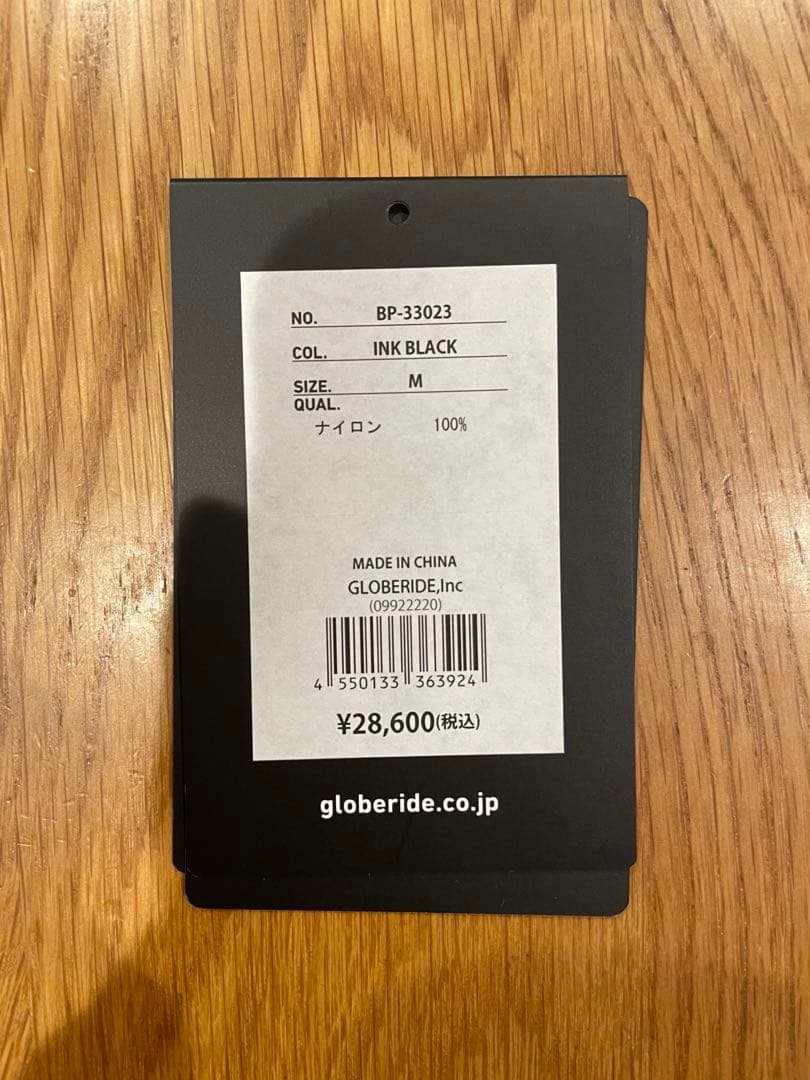 NO. BP-33023
COL. INK BLACK
SIZE. M
QUAL.
ナイロン 100%
MADE IN CHINA
GLOBERIDE,Inc
(09922220)
4 550133 363924
¥28,600(税込)
globeride.co.jp